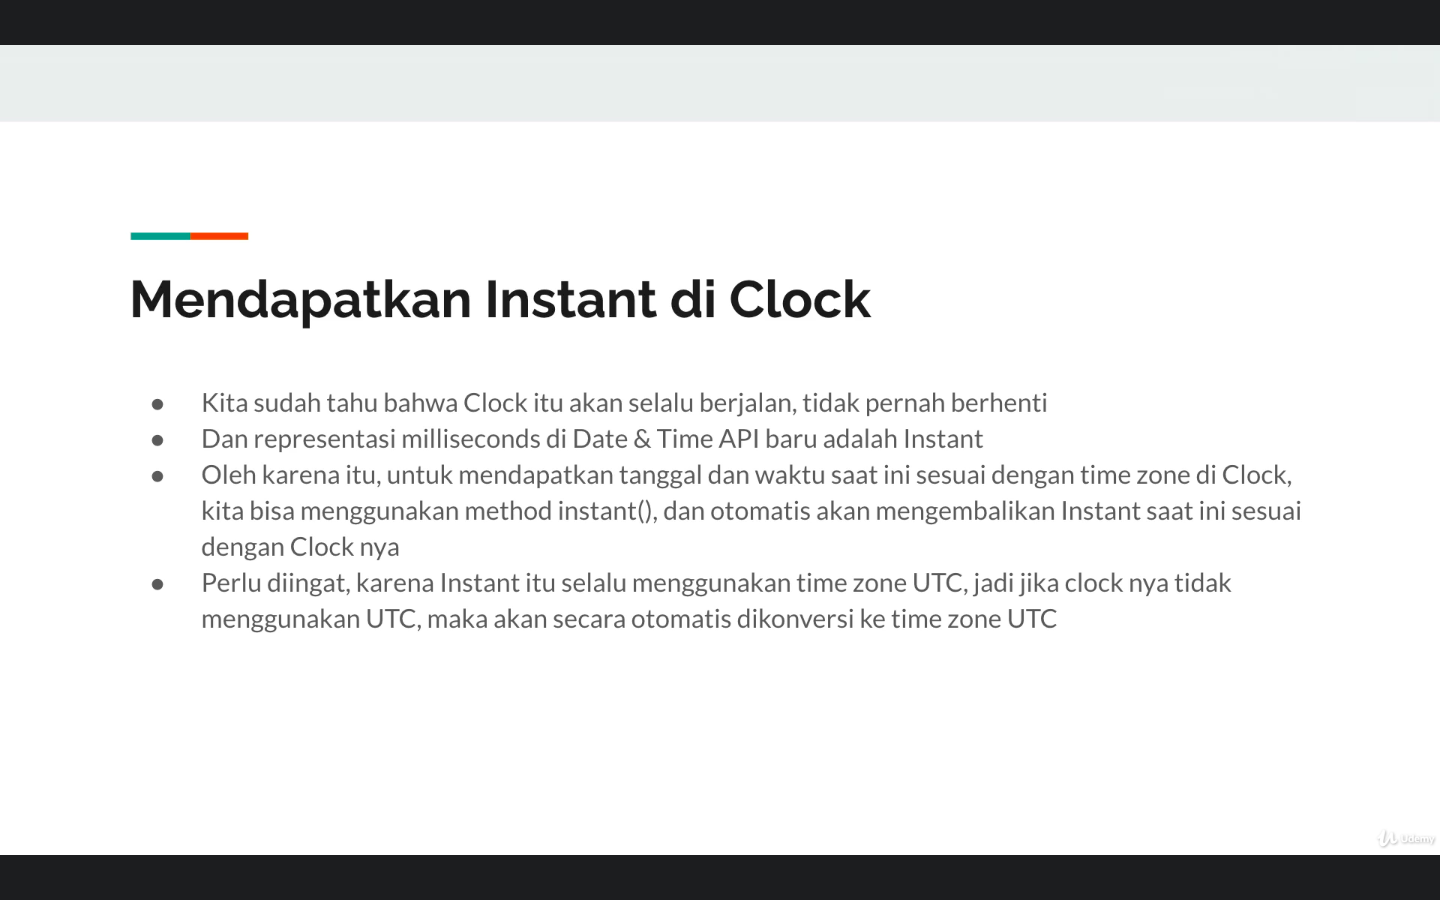 Mendapatkan Instant di Clock
● Kita sudah tahu bahwa Clock itu akan selalu berjalan, tidak pernah berhenti
● Dan representasi milliseconds di Date & Time API baru adalah Instant
● Oleh karena itu, untuk mendapatkan tanggal dan waktu saat ini sesuai dengan time zone di Clock,
kita bisa menggunakan method instant(), dan otomatis akan mengembalikan Instant saat ini sesuai
dengan Clock nya
● Perlu diingat, karena Instant itu selalu menggunakan time zone UTC, jadi jika clock nya tidak
menggunakan UTC, maka akan secara otomatis dikonversi ke time zone UTC
Udemy